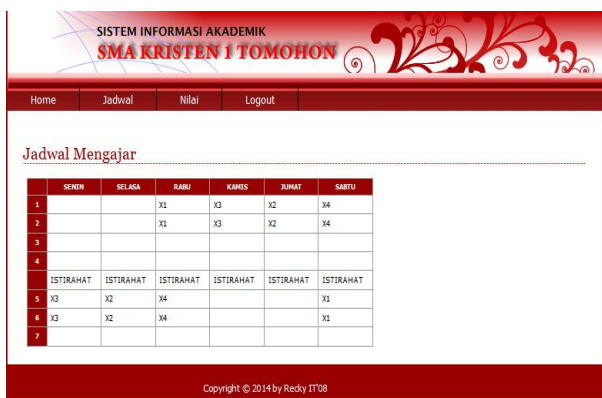 SISTEM INFORMASI AKADEMIK
SMA KRISTEN 1 TOMOHON
Home Jadwal Nilai Logout
Jadwal Mengajar
SENIN SELASA RABU KAMIS JUMAT SABTU
1 X1 X3 X2 X4
2 X1 X3 X2 X4
3
4
ISTIRAHAT ISTIRAHAT ISTIRAHAT ISTIRAHAT ISTIRAHAT ISTIRAHAT
5 X3 X2 X4 X1
6 X3 X2 X4 X1
7
Copyright © 2014 by Recky IT'08